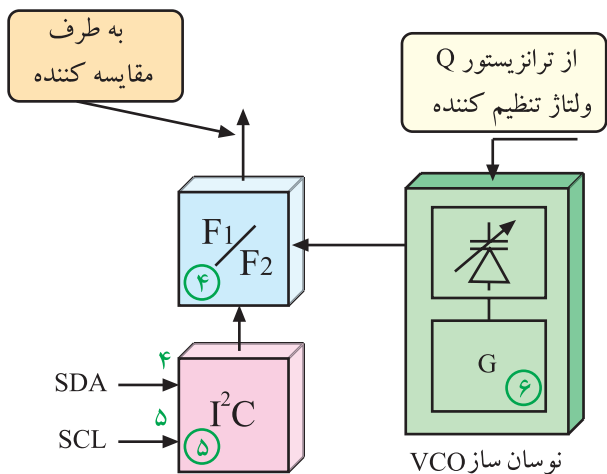 به طرف
مقایسه کننده
از ترانزیستور Q
ولتاژ تنظیم کننده
F1/F2
۴
G
۶
۴
SDA
I²C
۵
SCL
۵
نوسان ساز VCO